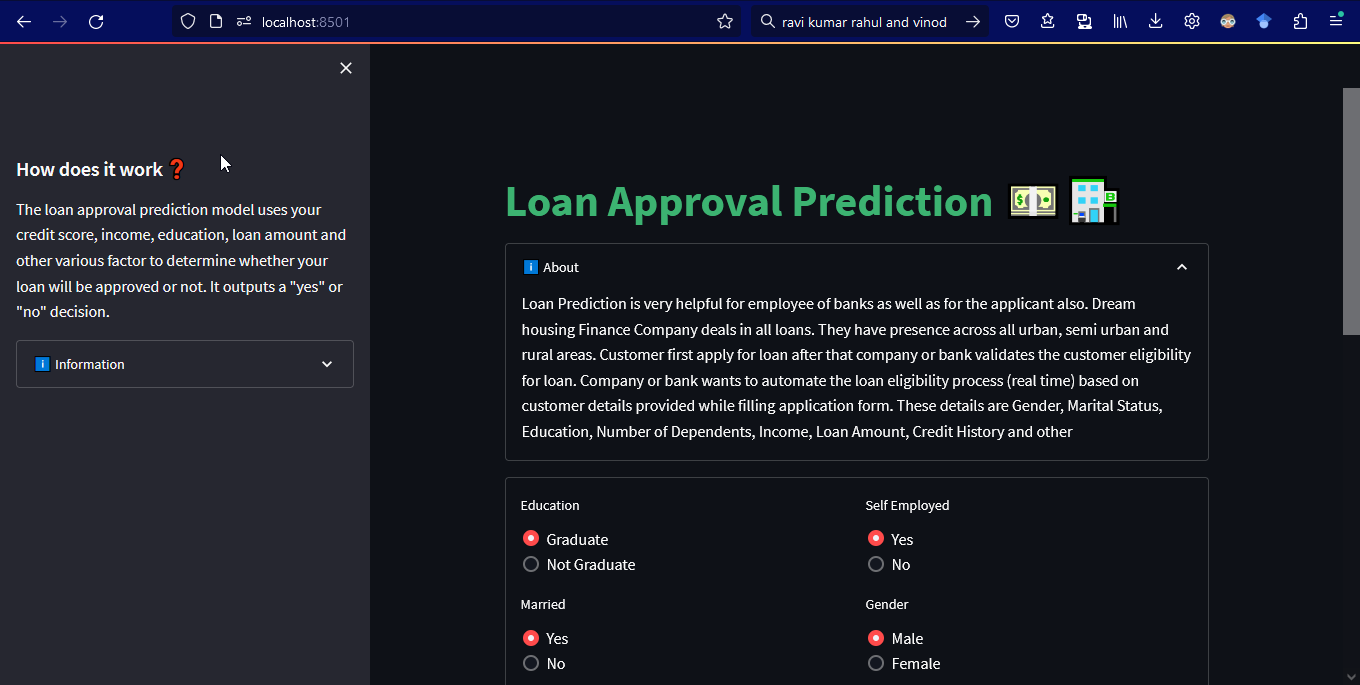 localhost:8501
ravi kumar rahul and vinod
How does it work ❓
The loan approval prediction model uses your
credit score, income, education, loan amount and
other various factor to determine whether your
loan will be approved or not. It outputs a "yes" or
"no" decision.
ℹ️ Information
Loan Approval Prediction 💵 🏦
ℹ️ About
Loan Prediction is very helpful for employee of banks as well as for the applicant also. Dream
housing Finance Company deals in all loans. They have presence across all urban, semi urban and
rural areas. Customer first apply for loan after that company or bank validates the customer eligibility
for loan. Company or bank wants to automate the loan eligibility process (real time) based on
customer details provided while filling application form. These details are Gender, Marital Status,
Education, Number of Dependents, Income, Loan Amount, Credit History and other
Education
Graduate
Not Graduate
Self Employed
Yes
No
Married
Yes
No
Gender
Male
Female